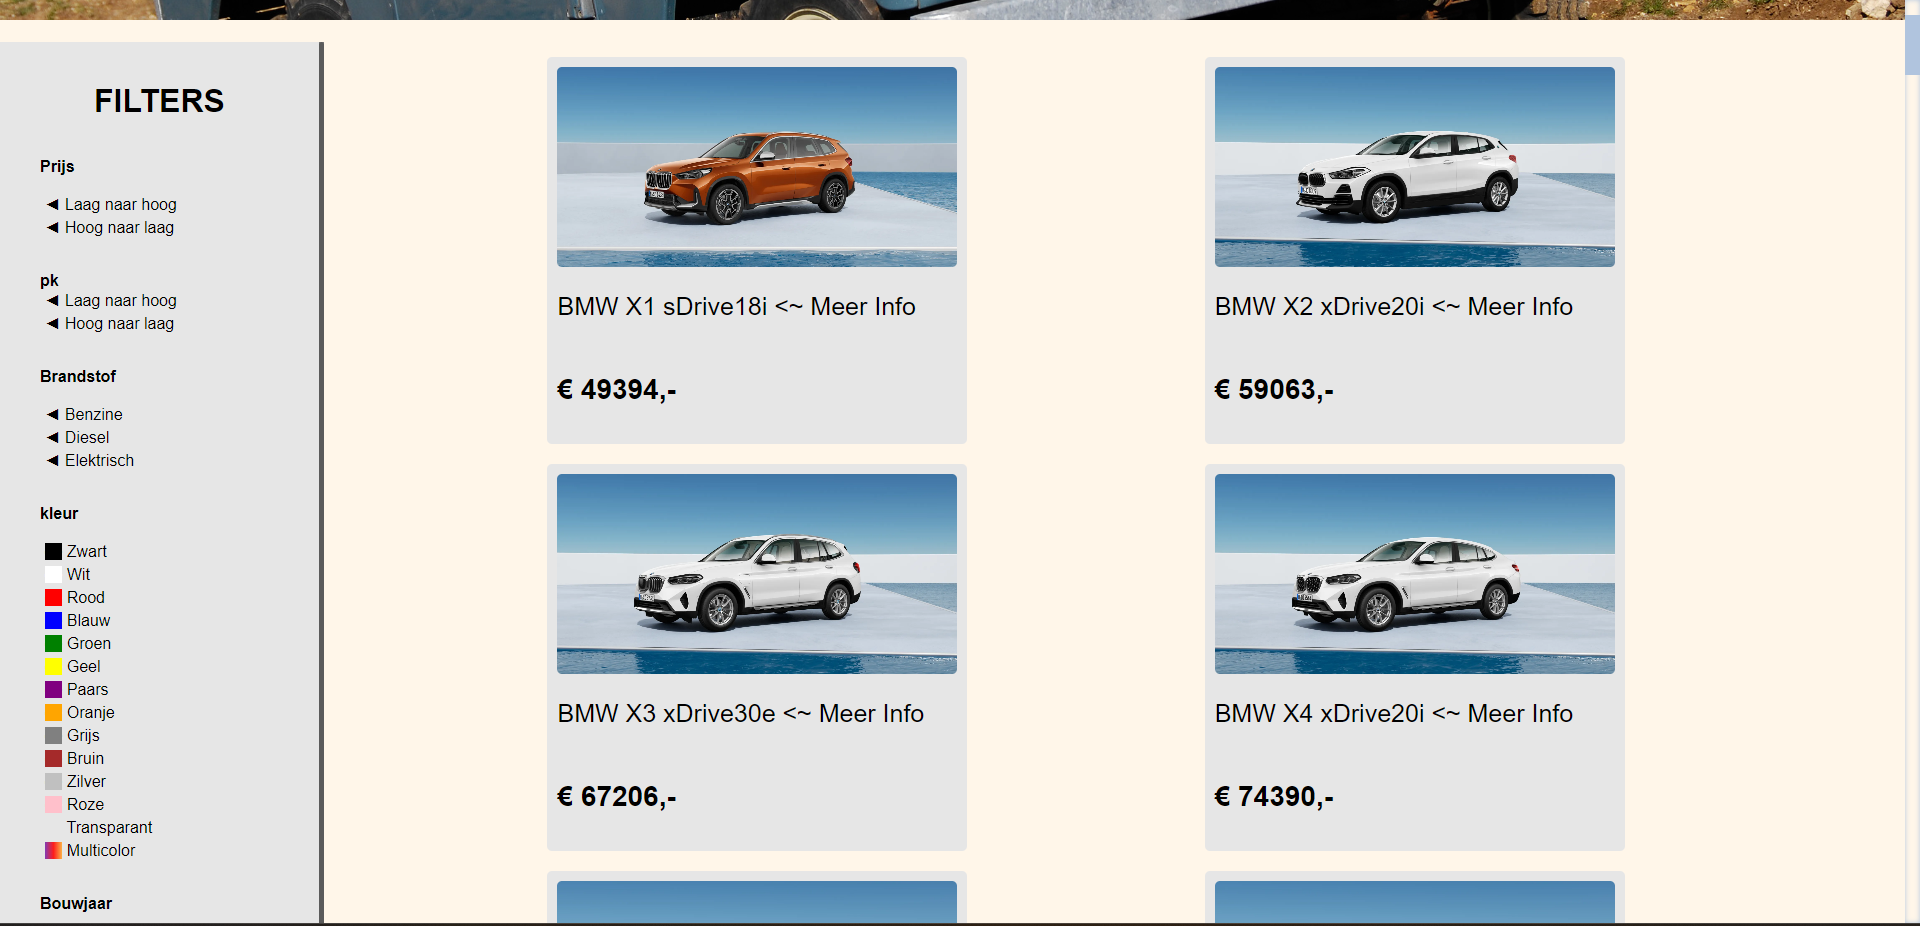 FILTERS
Prijs
◄ Laag naar hoog
◄ Hoog naar laag
pk
◄ Laag naar hoog
◄ Hoog naar laag
Brandstof
◄ Benzine
◄ Diesel
◄ Elektrisch
kleur
Zwart
Wit
Rood
Blauw
Groen
Geel
Paars
Oranje
Grijs
Bruin
Zilver
Roze
Transparant
Multicolor
Bouwjaar
BMW X1 sDrive18i <~ Meer Info
€ 49394,-
BMW X2 xDrive20i <~ Meer Info
€ 59063,-
BMW X3 xDrive30e <~ Meer Info
€ 67206,-
BMW X4 xDrive20i <~ Meer Info
€ 74390,-